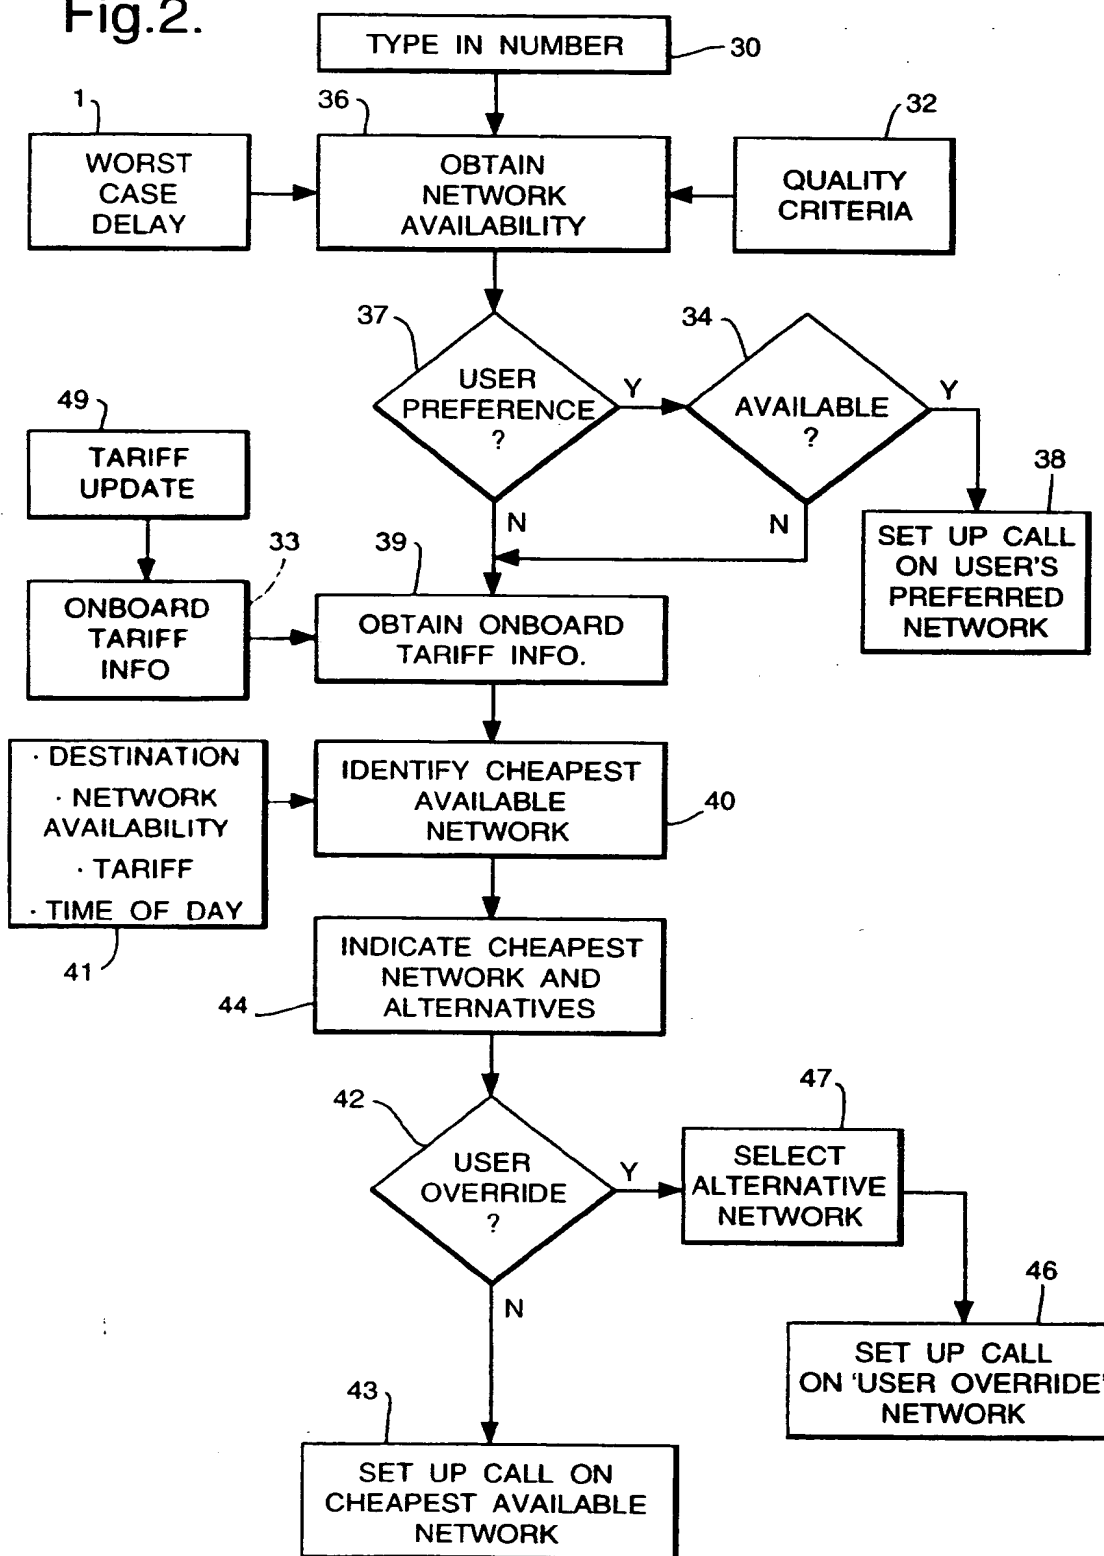 Fig.2.
TYPE IN NUMBER
30
1
36
32
WORST
CASE
DELAY
OBTAIN
NETWORK
AVAILABILITY
QUALITY
CRITERIA
37
34
USER
PREFERENCE
?
Y
AVAILABLE
?
Y
49
TARIFF
UPDATE
38
N
N
SET UP CALL
ON USER'S
PREFERRED
NETWORK
33
39
ONBOARD
TARIFF
INFO
OBTAIN ONBOARD
TARIFF INFO.
· DESTINATION
· NETWORK
AVAILABILITY
· TARIFF
· TIME OF DAY
41
IDENTIFY CHEAPEST
AVAILABLE
NETWORK
40
INDICATE CHEAPEST
NETWORK AND
ALTERNATIVES
44
42
47
USER
OVERRIDE
?
Y
SELECT
ALTERNATIVE
NETWORK
N
46
SET UP CALL
ON 'USER OVERRIDE'
NETWORK
43
SET UP CALL ON
CHEAPEST AVAILABLE
NETWORK